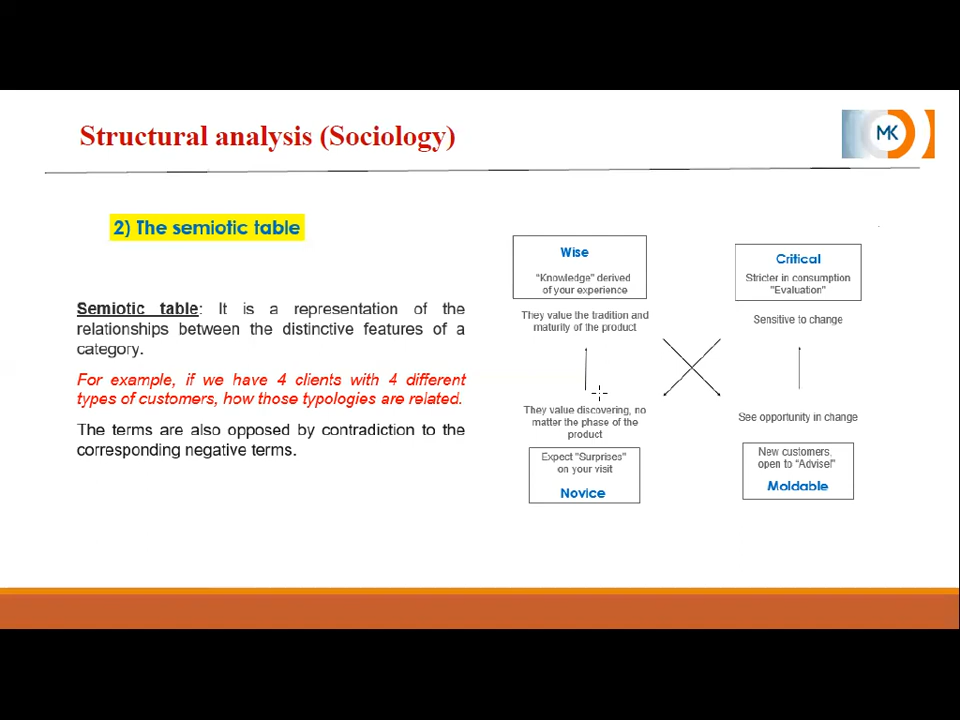 Structural analysis (Sociology)
MK
2) The semiotic table
Semiotic table: It is a representation of the
relationships between the distinctive features of a
category.
For example, if we have 4 clients with 4 different
types of customers, how those typologies are related.
The terms are also opposed by contradiction to the
corresponding negative terms.
Wise
"Knowledge" derived
of your experience
They value the tradition and
maturity of the product
Critical
Stricter in consumption
"Evaluation"
Sensitive to change
They value discovering, no
matter the phase of the
product
Expect "Surprises"
on your visit
Novice
See opportunity in change
New customers,
open to "Advise!"
Moldable